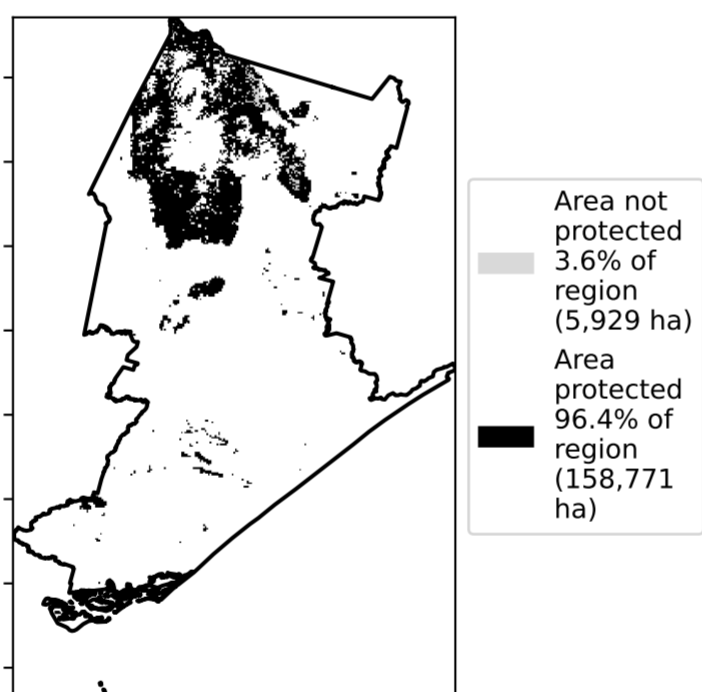 Area not
protected
3.6% of
region
(5,929 ha)
Area
protected
96.4% of
region
(158,771
ha)